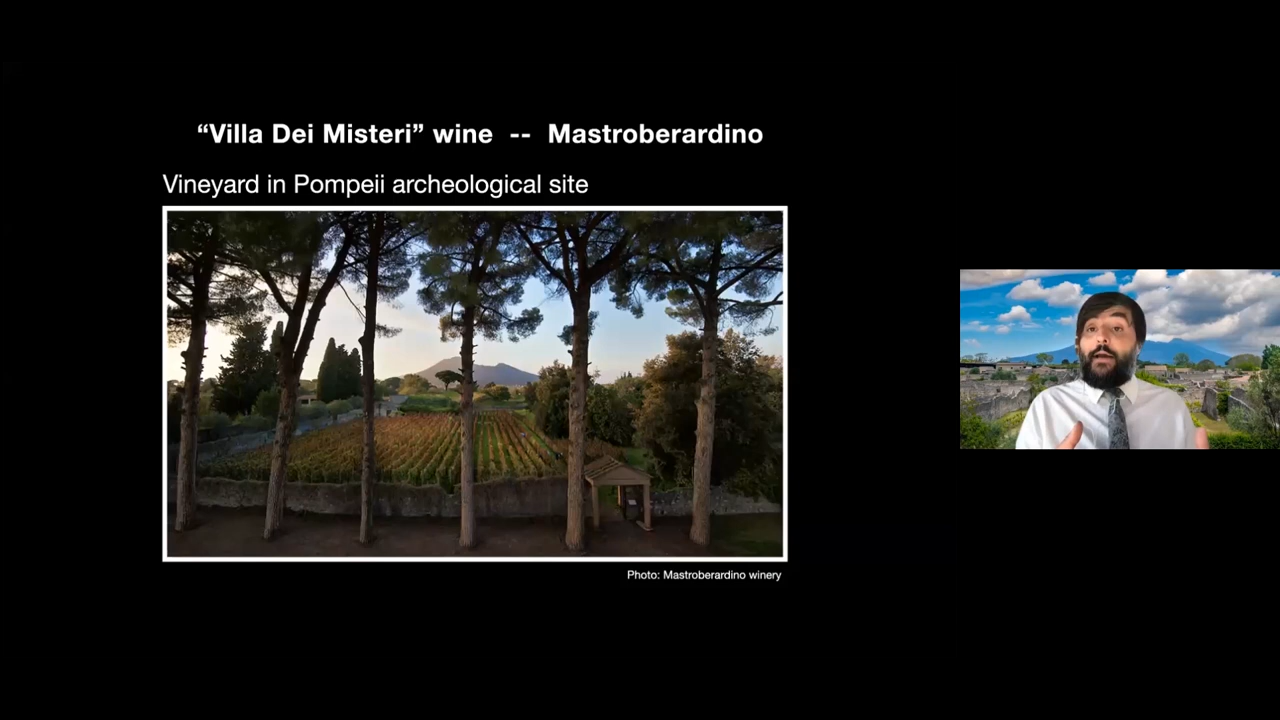 “Villa Dei Misteri” wine -- Mastroberardino
Vineyard in Pompeii archeological site
Photo: Mastroberardino winery